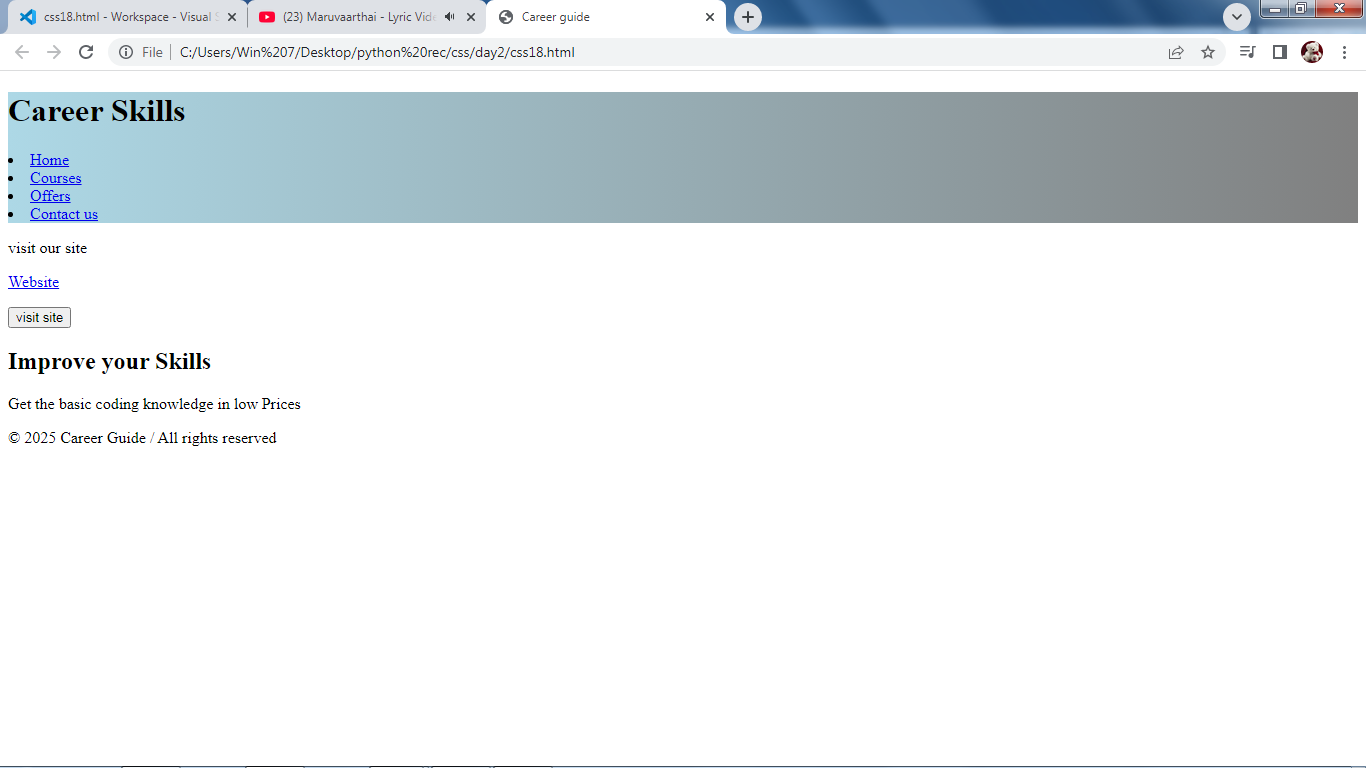 css18.html - Workspace - Visual S
(23) Maruvaarthai - Lyric Vide
Career guide
File
C:/Users/Win%207/Desktop/python%20rec/css/day2/css18.html
Career Skills
Home
Courses
Offers
Contact us
visit our site
Website
visit site
Improve your Skills
Get the basic coding knowledge in low Prices
© 2025 Career Guide / All rights reserved